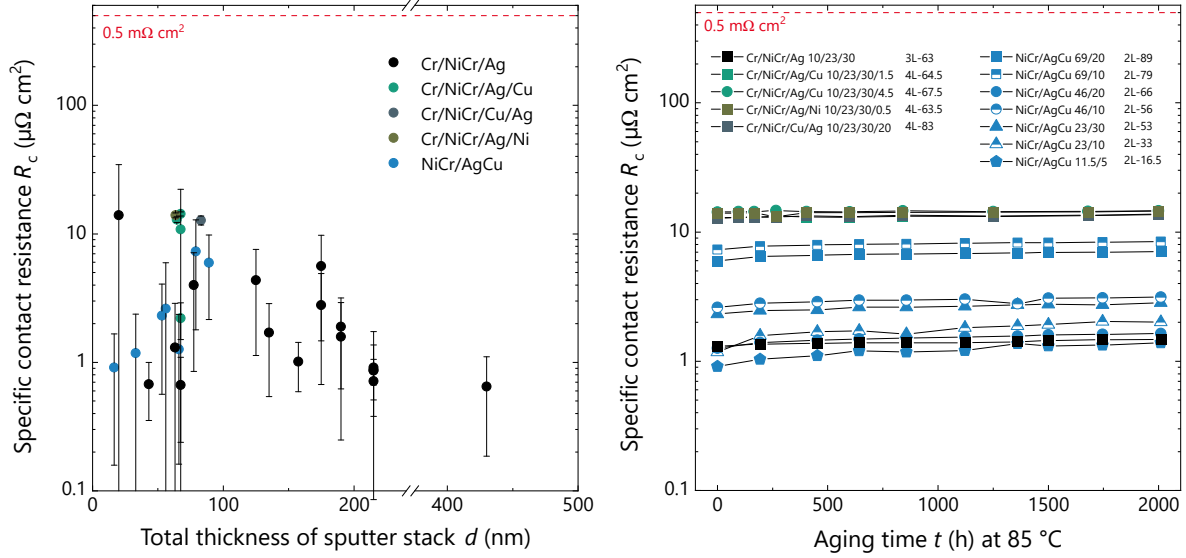 0.5 mΩ cm²
Cr/NiCr/Ag
Cr/NiCr/Ag/Cu
Cr/NiCr/Cu/Ag
Cr/NiCr/Ag/Ni
NiCr/AgCu
Specific contact resistance Rc (μΩ cm²)
100
10
1
0.1
0 100 200 400 500
Total thickness of sputter stack d (nm)
0.5 mΩ cm²
Cr/NiCr/Ag 10/23/30 3L-63
Cr/NiCr/Ag/Cu 10/23/30/1.5 4L-64.5
Cr/NiCr/Ag/Cu 10/23/30/4.5 4L-67.5
Cr/NiCr/Ag/Ni 10/23/30/0.5 4L-63.5
Cr/NiCr/Cu/Ag 10/23/30/20 4L-83
NiCr/AgCu 69/20 2L-89
NiCr/AgCu 69/10 2L-79
NiCr/AgCu 46/20 2L-66
NiCr/AgCu 46/10 2L-56
NiCr/AgCu 23/30 2L-53
NiCr/AgCu 23/10 2L-33
NiCr/AgCu 11.5/5 2L-16.5
Specific contact resistance Rc (μΩ cm²)
100
10
1
0.1
0 500 1000 1500 2000
Aging time t (h) at 85 °C